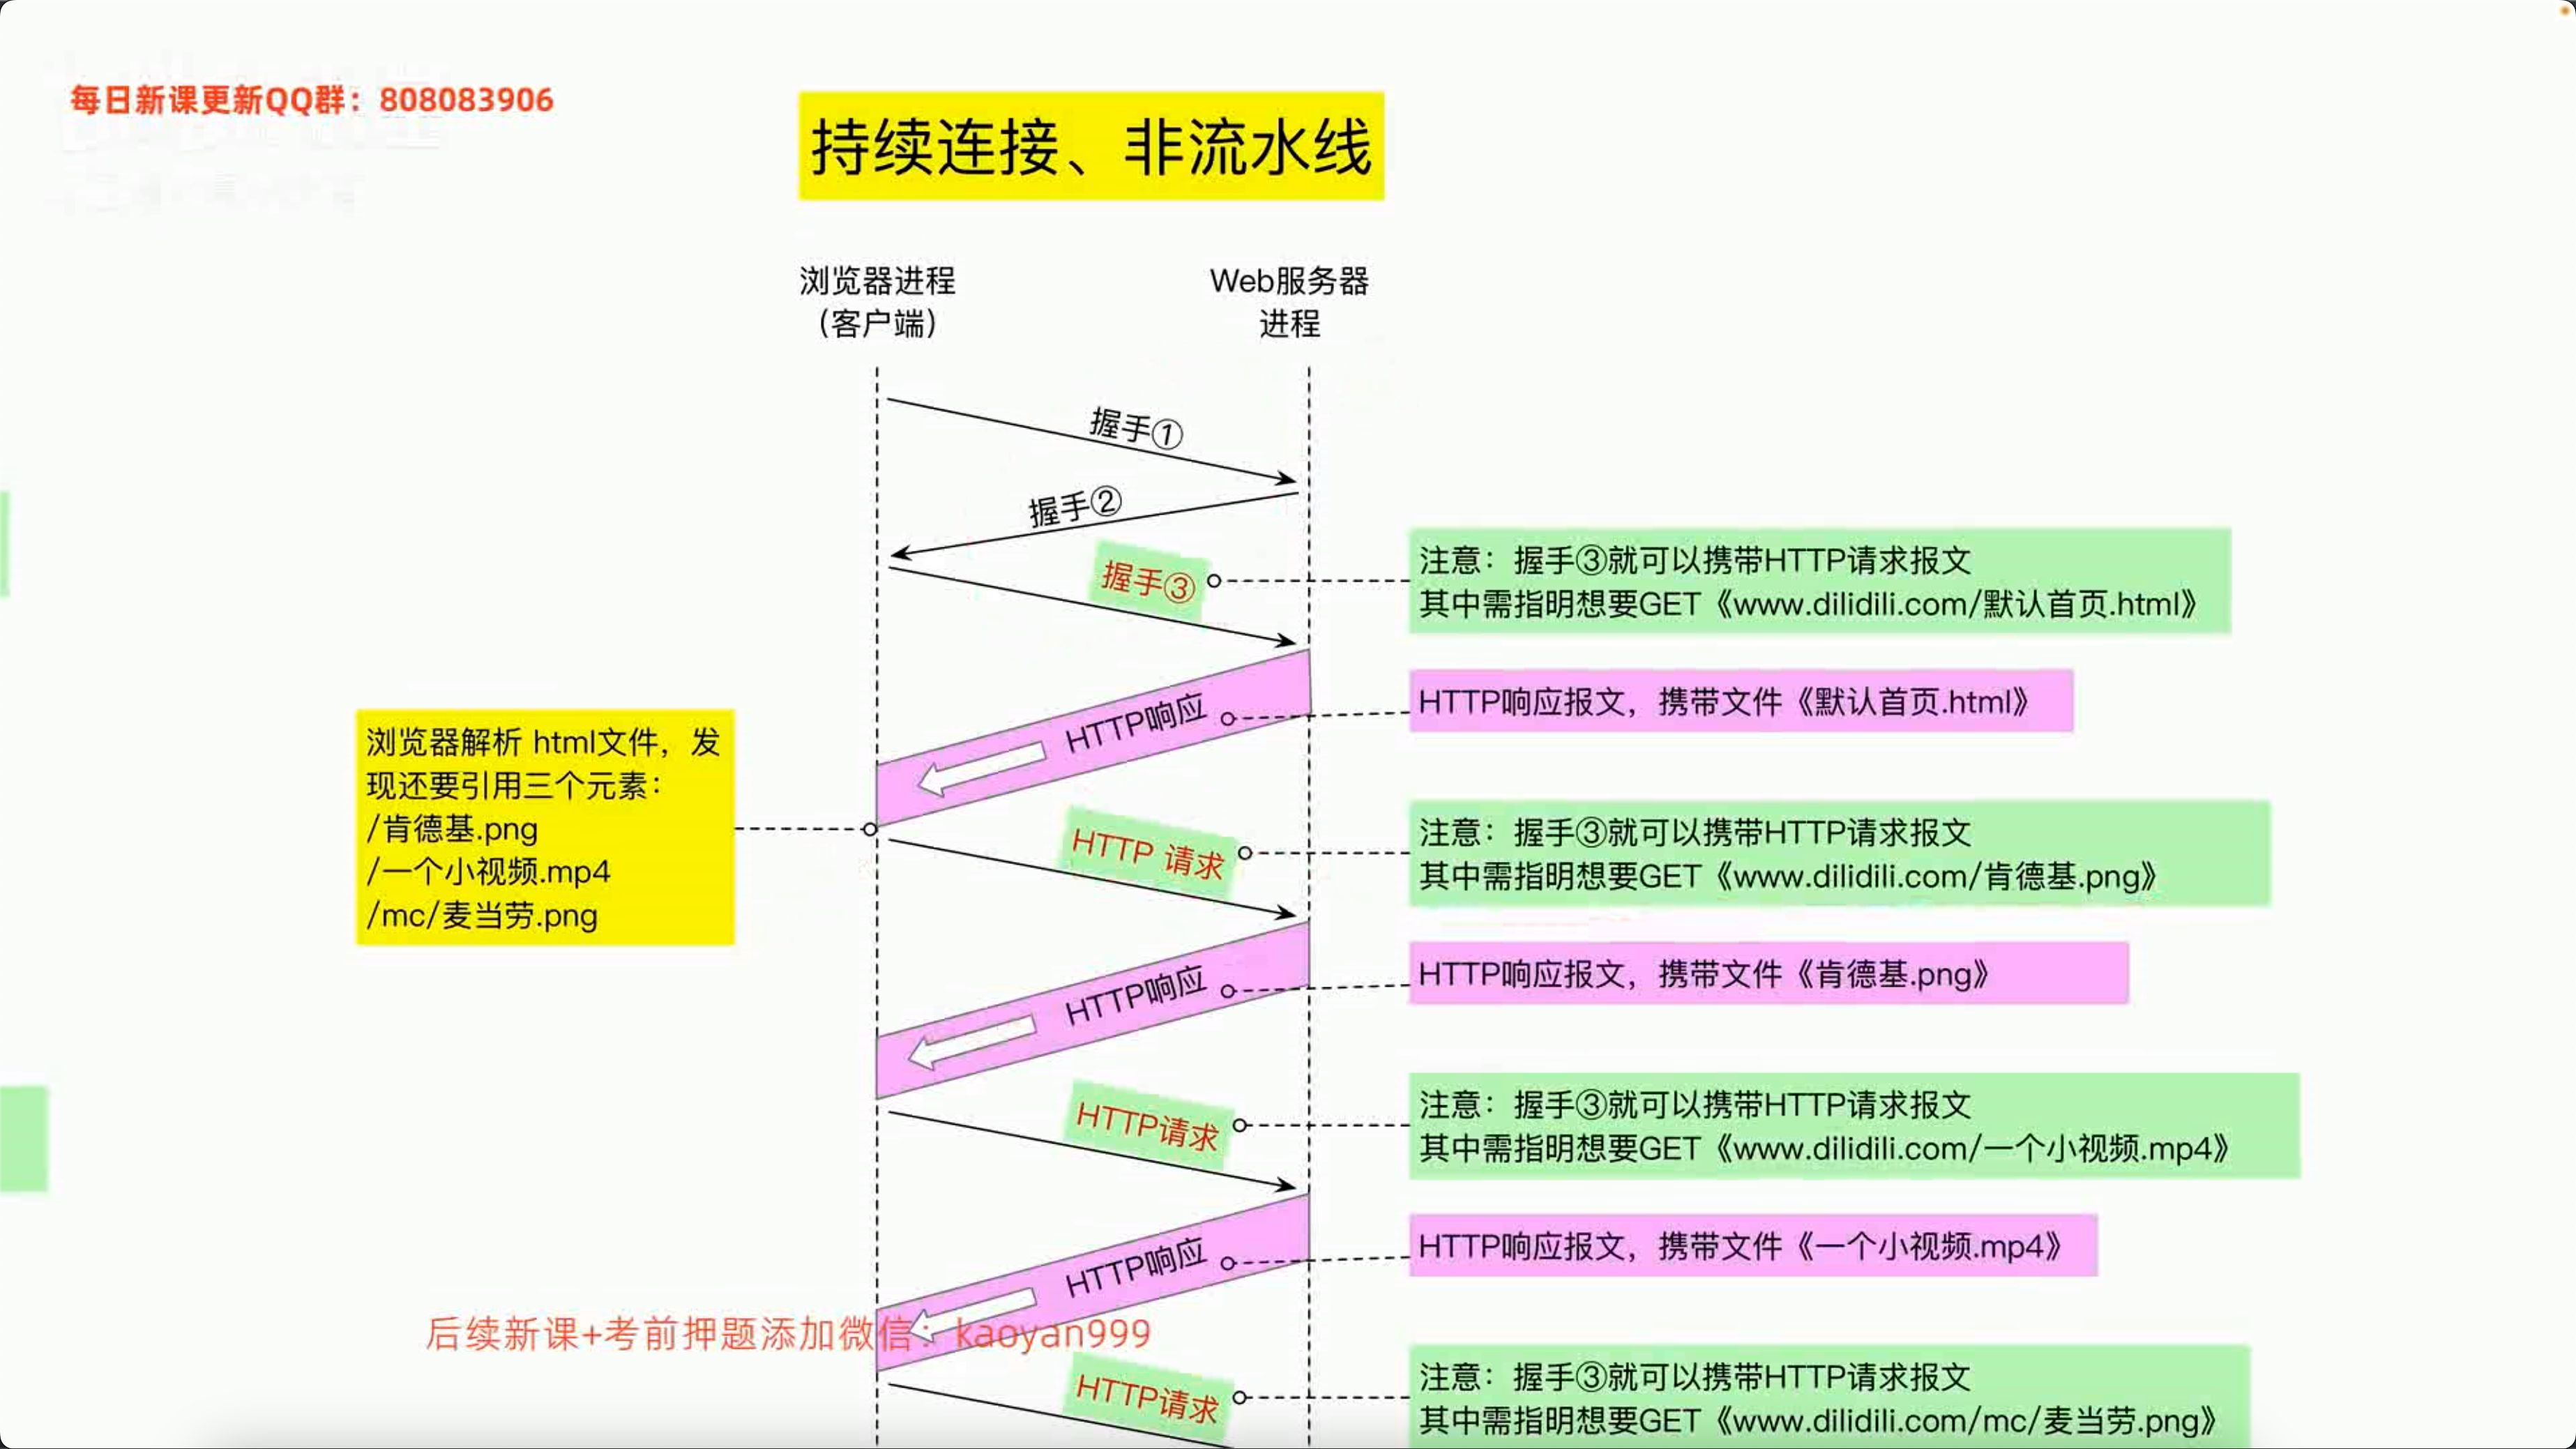 每日新课更新QQ群：808083906
持续连接、非流水线
浏览器进程
（客户端）
Web服务器
进程
握手①
握手②
握手③
注意：握手③就可以携带HTTP请求报文
其中需指明想要GET《www.dilidili.com/默认首页.html》
HTTP响应
HTTP响应报文，携带文件《默认首页.html》
浏览器解析 html文件，发
现还要引用三个元素：
/肯德基.png
/一个小视频.mp4
/mc/麦当劳.png
HTTP 请求
注意：握手③就可以携带HTTP请求报文
其中需指明想要GET《www.dilidili.com/肯德基.png》
HTTP响应
HTTP响应报文，携带文件《肯德基.png》
HTTP请求
注意：握手③就可以携带HTTP请求报文
其中需指明想要GET《www.dilidili.com/一个小视频.mp4》
HTTP响应
HTTP响应报文，携带文件《一个小视频.mp4》
后续新课+考前押题添加微信：kaoyan999
HTTP请求
注意：握手③就可以携带HTTP请求报文
其中需指明想要GET《www.dilidili.com/mc/麦当劳.png》